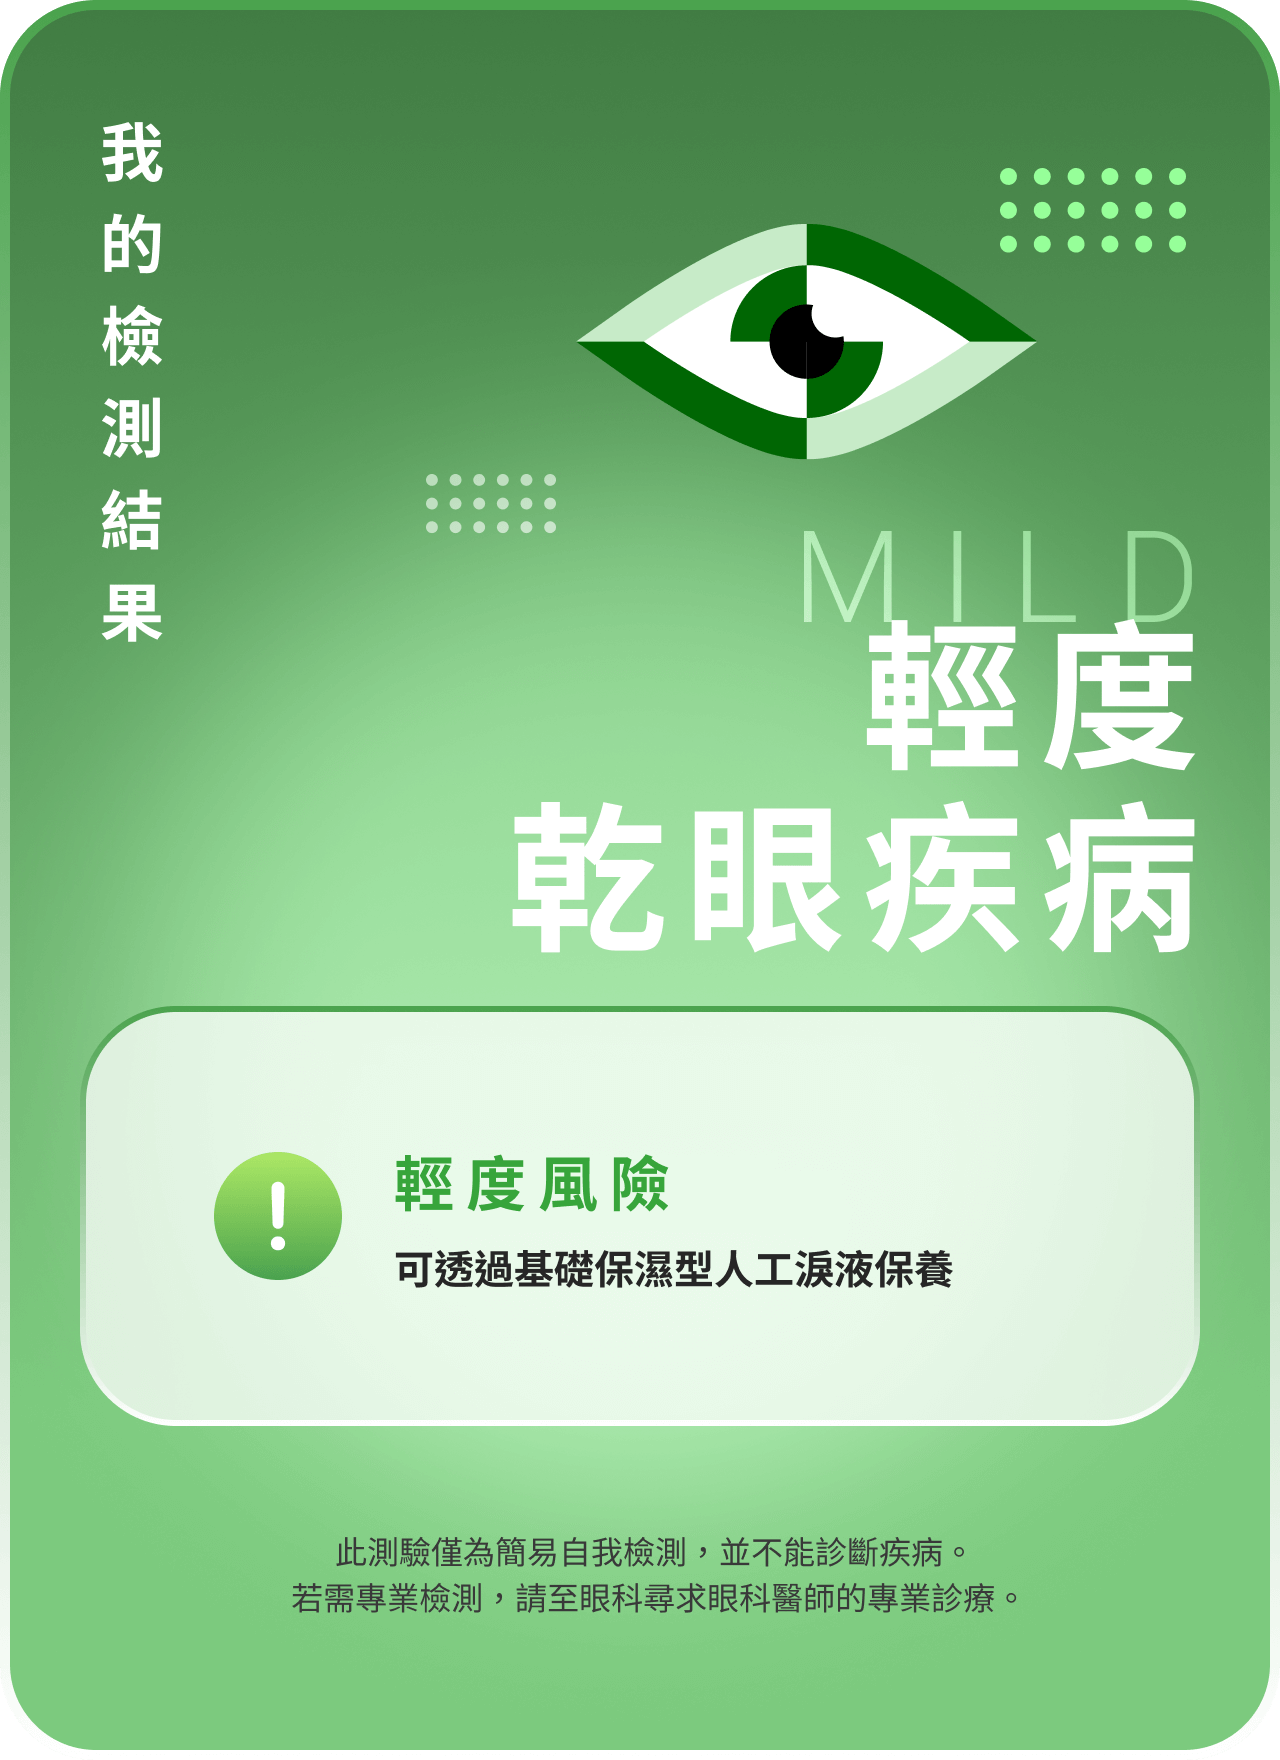 我的檢測結果
MILD
輕度
乾眼疾病
輕度風險
可透過基礎保濕型人工淚液保養
此測驗僅為簡易自我檢測，並不能診斷疾病。
若需專業檢測，請至眼科尋求眼科醫師的專業診療。